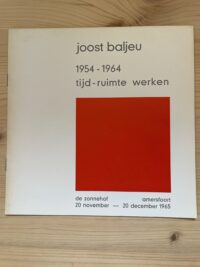 joost baljeu
1954 - 1964
tijd - ruimte werken
de zonnehof amersfoort
20 november — 20 december 1965